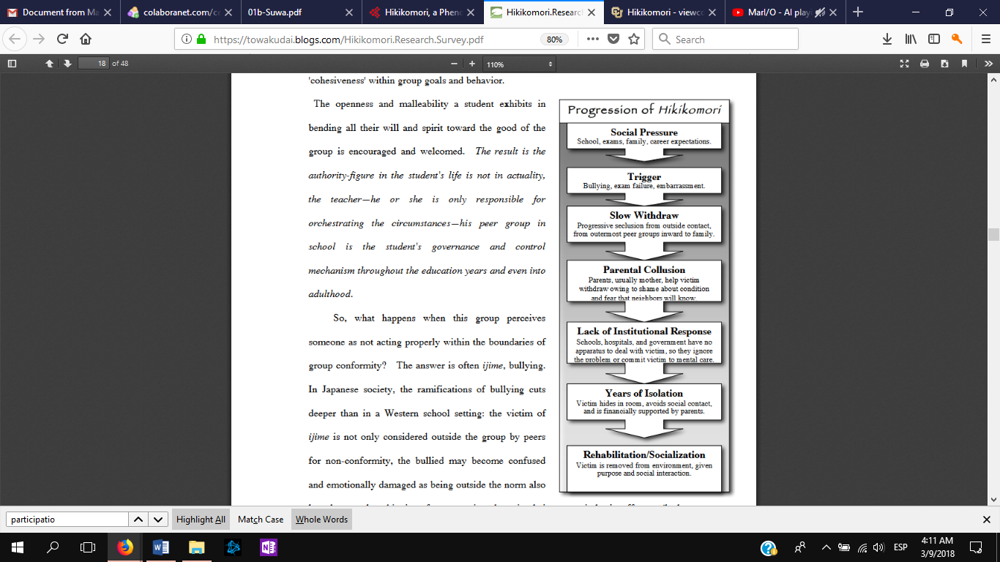 Document from Ma
colaboranet.com/ce
01b-Suwa.pdf
Hikikomori, a Pheno
Hikikomori.Researc
Hikikomori - viewco
MarI/O - AI play
https://towakudai.blogs.com/Hikikomori.Research.Survey.pdf
80%
Search
18 of 48
110%
'cohesiveness' within group goals and behavior.
The openness and malleability a student exhibits in
bending all their will and spirit toward the good of the
group is encouraged and welcomed. The result is the
authority-figure in the student's life is not in actuality,
the teacher—he or she is only responsible for
orchestrating the circumstances—his peer group in
school is the student's governance and control
mechanism throughout the education years and even into
adulthood.
So, what happens when this group perceives
someone as not acting properly within the boundaries of
group conformity? The answer is often ijime, bullying.
In Japanese society, the ramifications of bullying cuts
deeper than in a Western school setting: the victim of
ijime is not only considered outside the group by peers
for non-conformity, the bullied may become confused
and emotionally damaged as being outside the norm also
Progression of Hikikomori
Social Pressure
School, exams, family, career expectations.
Trigger
Bullying, exam failure, embarrassment.
Slow Withdraw
Progressive seclusion from outside contact,
from outermost peer groups inward to family.
Parental Collusion
Parents, usually mother, help victim
withdraw owing to shame about condition
and fear that neighbors will know.
Lack of Institutional Response
Schools, hospitals, and government have no
apparatus to deal with victim, so they ignore
the problem or commit victim to mental care.
Years of Isolation
Victim hides in room, avoids social contact,
and is financially supported by parents.
Rehabilitation/Socialization
Victim is removed from environment, given
purpose and social interaction.
participatio
Highlight All
Match Case
Whole Words
ESP
4:11 AM
3/9/2018